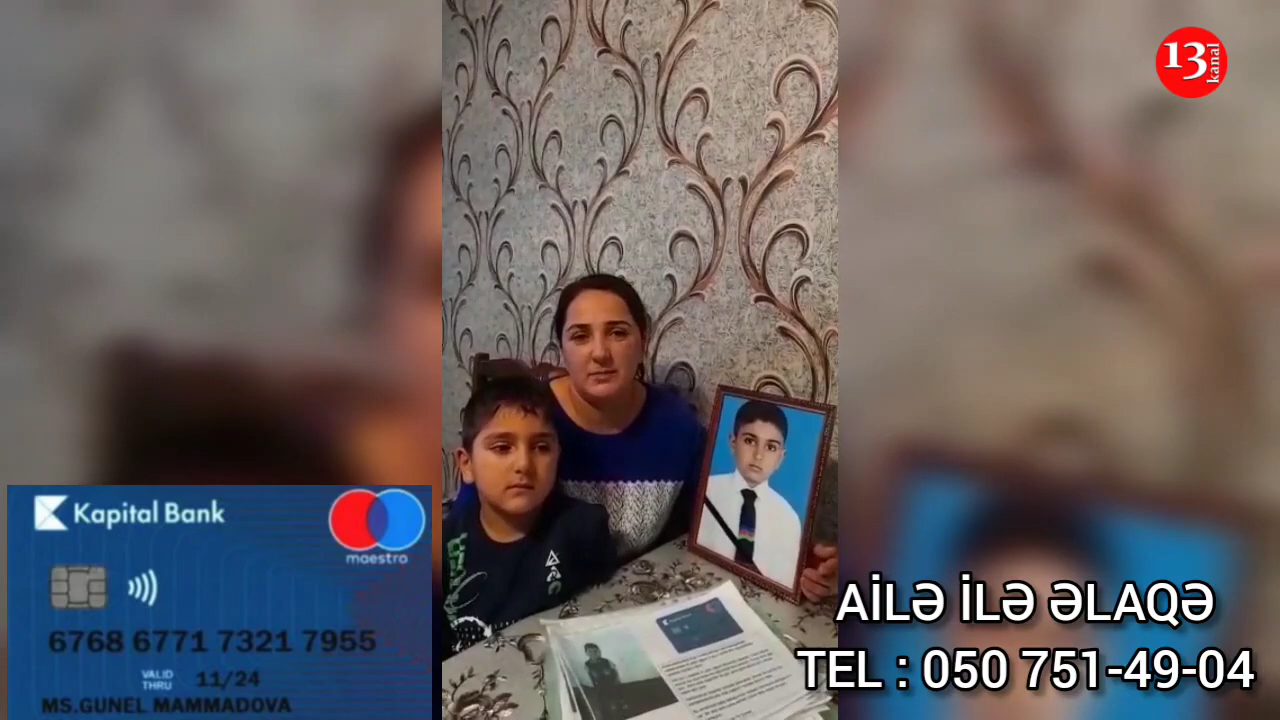 13 kanal
Kapital Bank
maestro
6768 6771 7321 7955
VALID THRU 11/24
MS.GUNEL MAMMADOVA
AİLƏ İLƏ ƏLAQƏ
TEL : 050 751-49-04